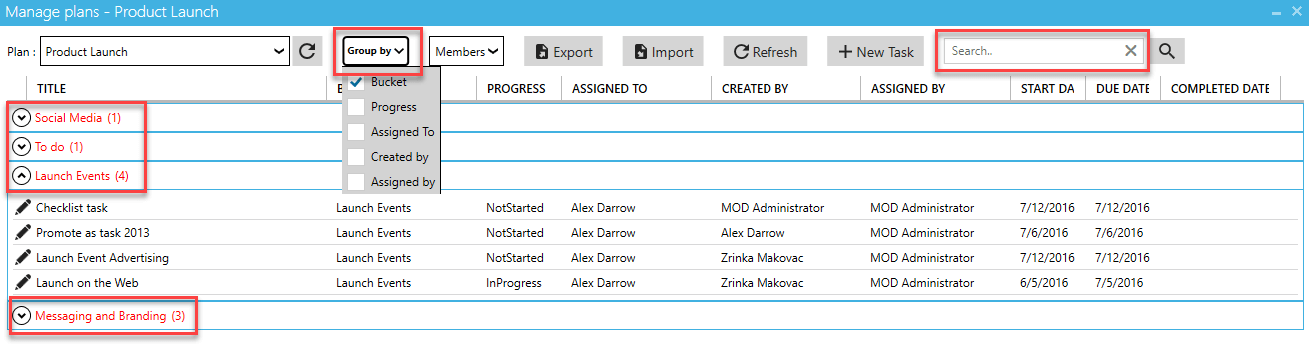 Manage plans - Product Launch
Plan : Product Launch Group by Members Export Import Refresh New Task Search..
Bucket
Progress
Assigned To
Created by
Assigned by
TITLE B PROGRESS ASSIGNED TO CREATED BY ASSIGNED BY START DA DUE DATE COMPLETED DATE
Social Media (1)
To do (1)
Launch Events (4)
Checklist task Launch Events NotStarted Alex Darrow MOD Administrator MOD Administrator 7/12/2016 7/12/2016
Promote as task 2013 Launch Events NotStarted Alex Darrow Alex Darrow MOD Administrator 7/6/2016 7/6/2016
Launch Event Advertising Launch Events NotStarted Alex Darrow Zrinka Makovac MOD Administrator 7/12/2016 7/12/2016
Launch on the Web Launch Events InProgress Alex Darrow Zrinka Makovac MOD Administrator 6/5/2016 7/5/2016
Messaging and Branding (3)